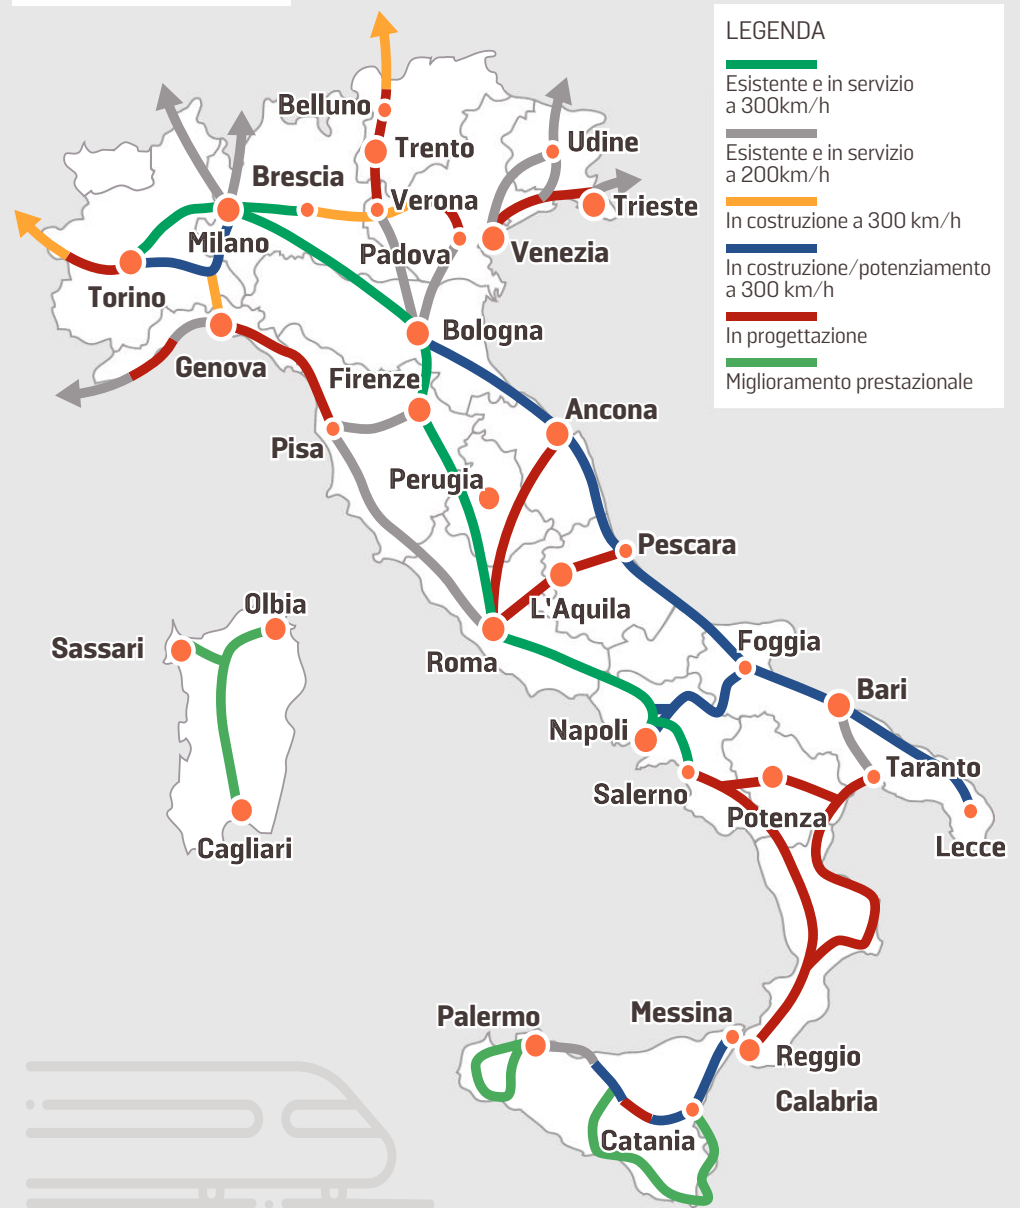 LEGENDA
Esistente e in servizio
a 300km/h
Esistente e in servizio
a 200km/h
In costruzione a 300 km/h
In costruzione/potenziamento
a 300 km/h
In progettazione
Miglioramento prestazionale
Belluno
Trento
Udine
Brescia
Verona
Trieste
Milano
Padova
Venezia
Torino
Bologna
Genova
Firenze
Ancona
Pisa
Perugia
Pescara
L'Aquila
Olbia
Sassari
Roma
Foggia
Bari
Napoli
Taranto
Salerno
Potenza
Lecce
Cagliari
Messina
Palermo
Reggio
Calabria
Catania